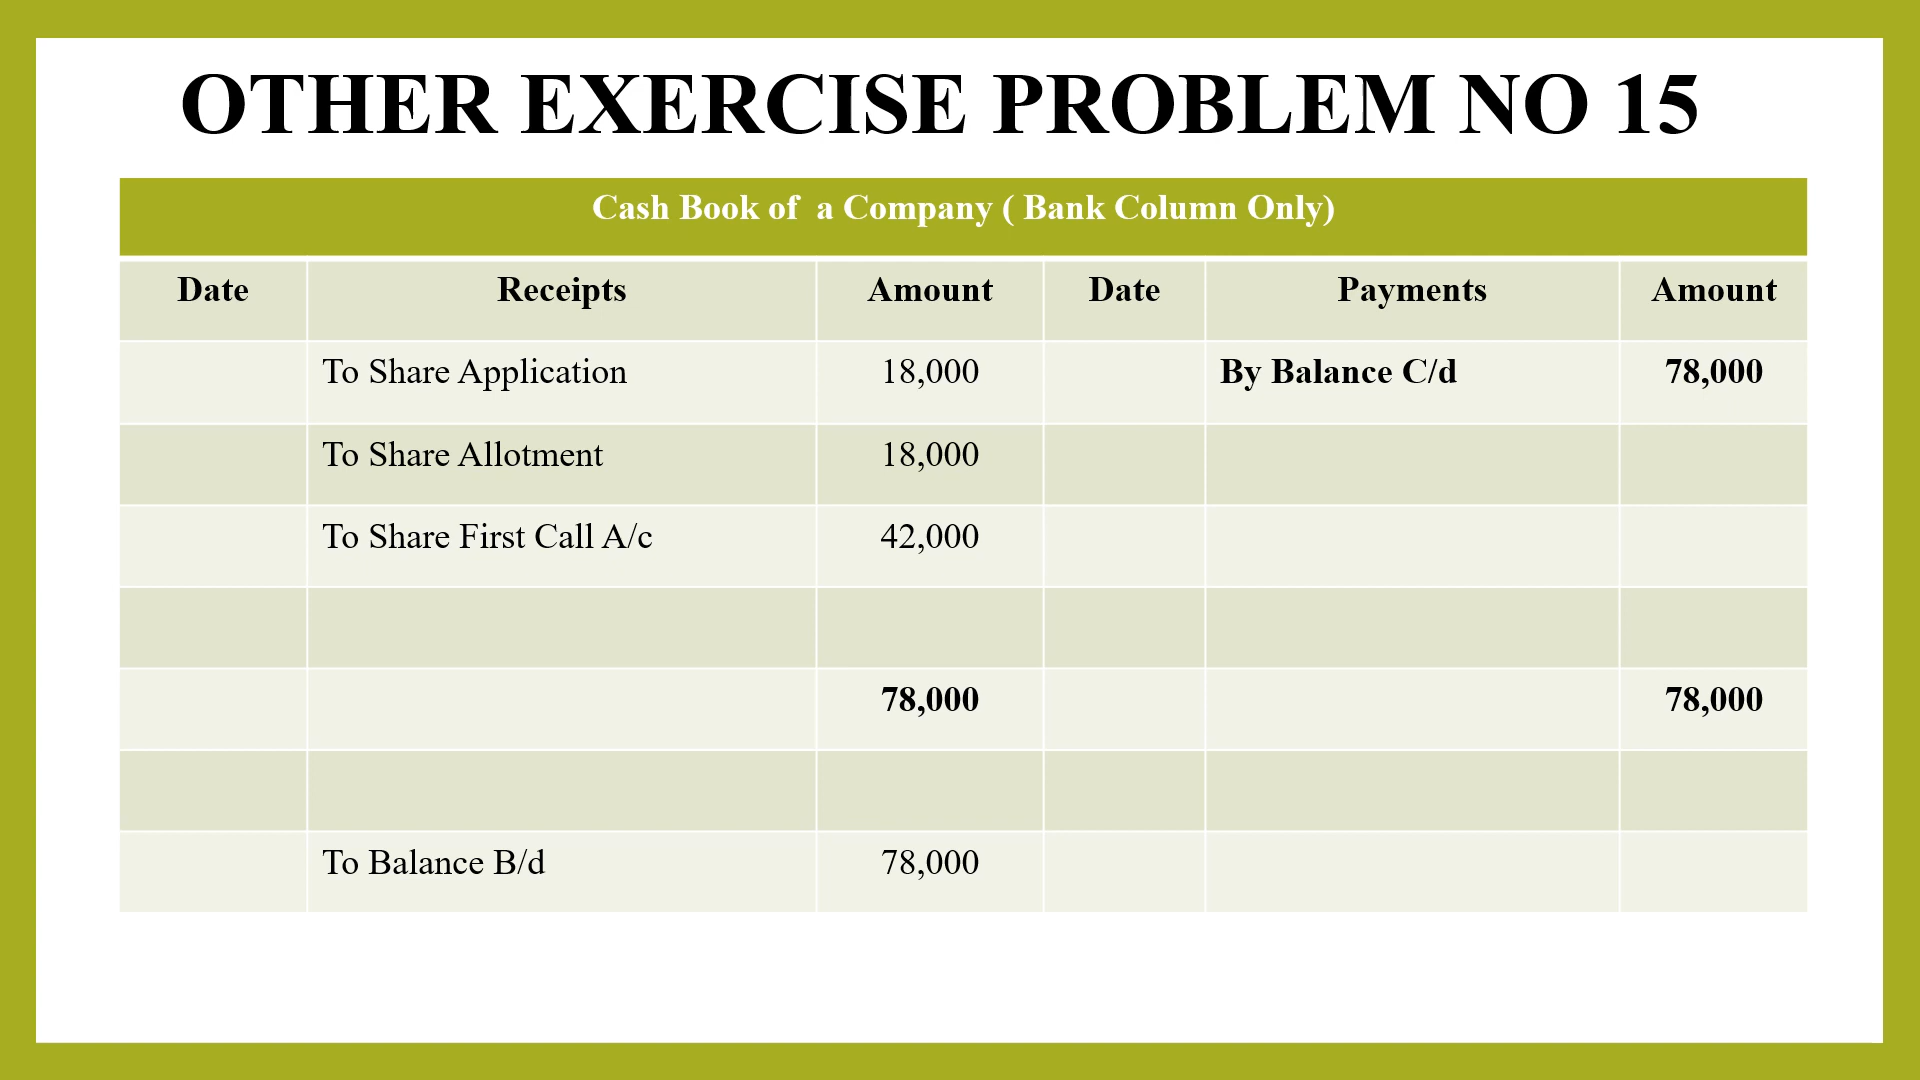 OTHER EXERCISE PROBLEM NO 15
Cash Book of a Company ( Bank Column Only)
Date Receipts Amount Date Payments Amount
To Share Application 18,000 By Balance C/d 78,000
To Share Allotment 18,000
To Share First Call A/c 42,000
78,000 78,000
To Balance B/d 78,000